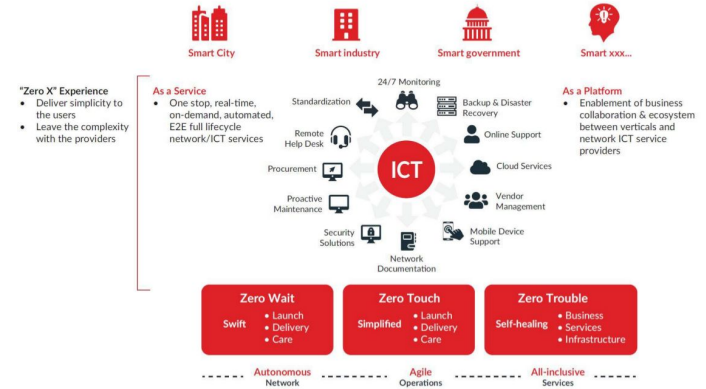 Smart City
Smart industry
Smart government
Smart xxx...
“Zero X” Experience
• Deliver simplicity to
the users
• Leave the complexity
with the providers
As a Service
• One stop, real-time,
on-demand, automated,
E2E full lifecycle
network/ICT services
24/7 Monitoring
Standardization
Backup & Disaster
Recovery
Remote
Help Desk
Online Support
Procurement
ICT
Cloud Services
Proactive
Maintenance
Vendor
Management
Security
Solutions
Mobile Device
Support
Network
Documentation
As a Platform
• Enablement of business
collaboration & ecosystem
between verticals and
network ICT service
providers
Zero Wait
Swift
• Launch
• Delivery
• Care
Zero Touch
Simplified
• Launch
• Delivery
• Care
Zero Trouble
Self-healing
• Business
• Services
• Infrastructure
Autonomous
Network
Agile
Operations
All-inclusive
Services